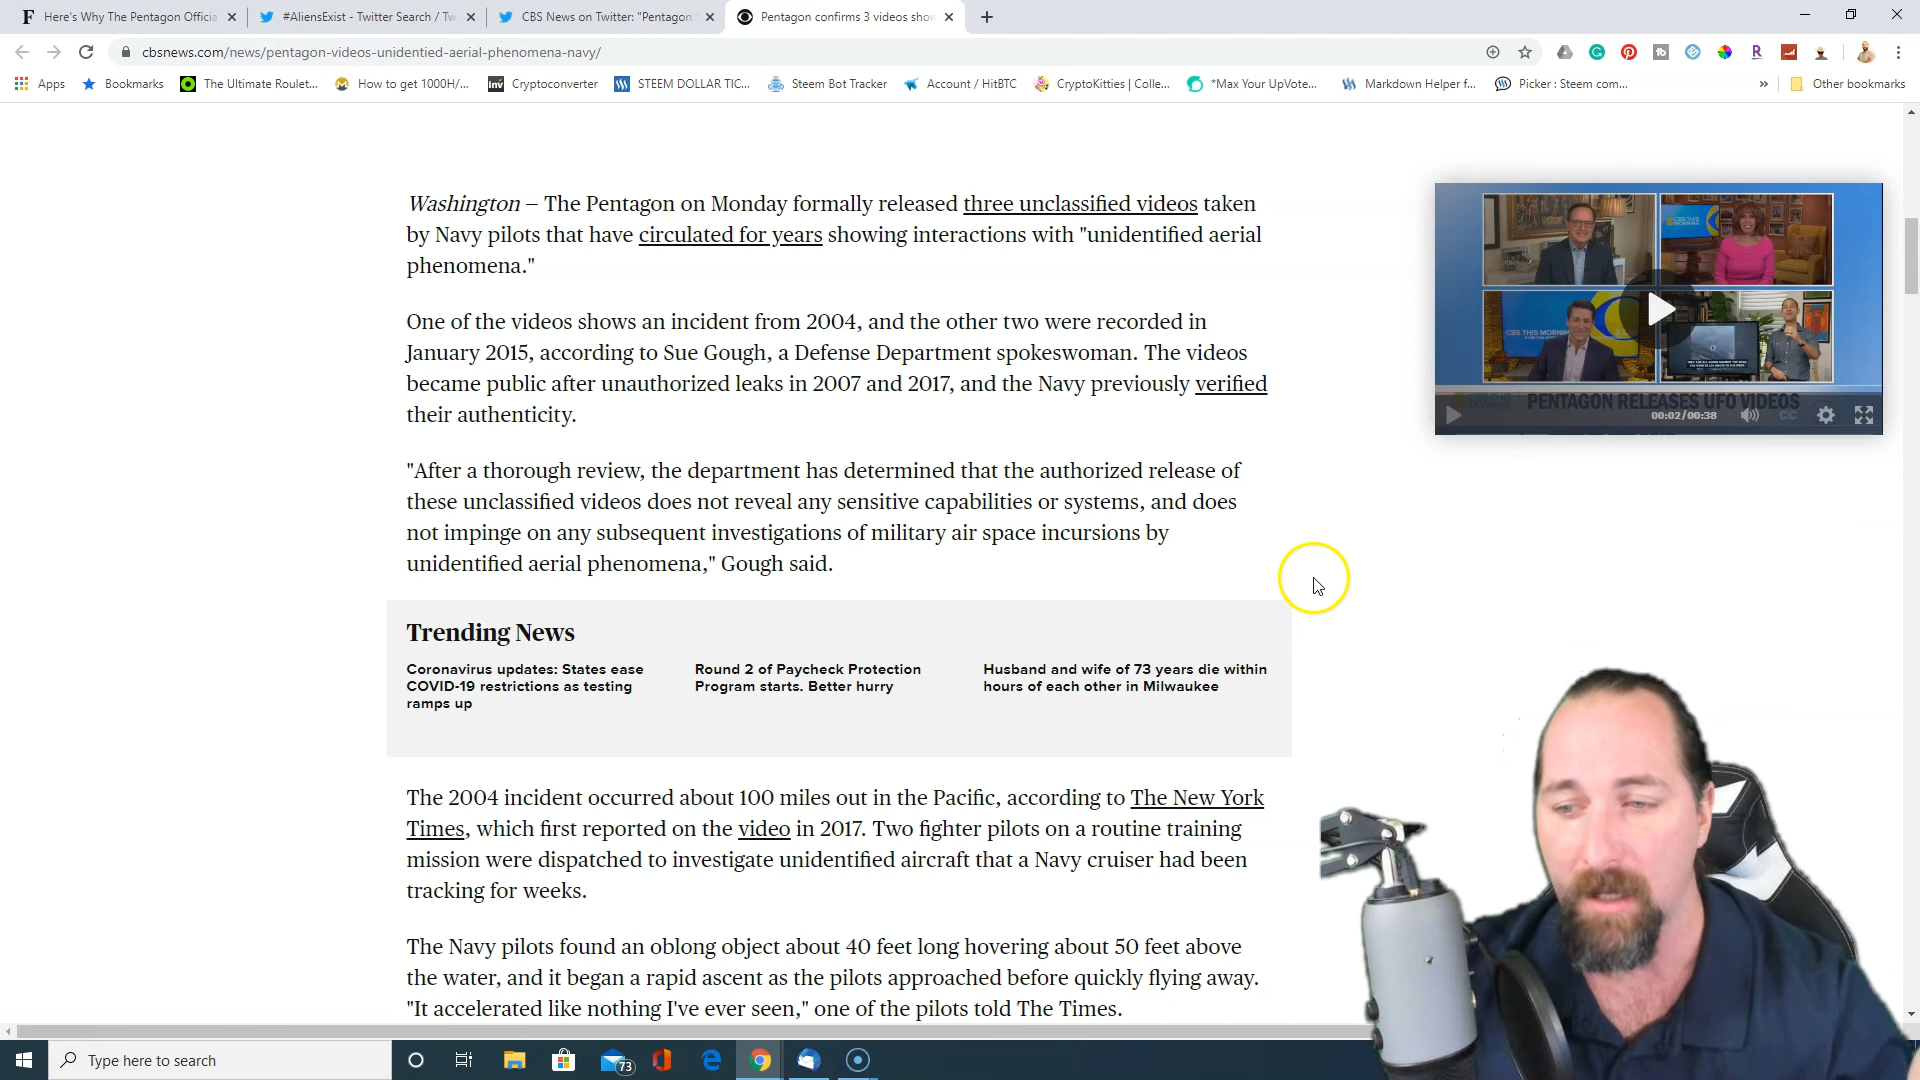 Here's Why The Pentagon Officia
#AliensExist - Twitter Search / Tw
CBS News on Twitter: "Pentagon
Pentagon confirms 3 videos show
cbsnews.com/news/pentagon-videos-unidentied-aerial-phenomena-navy/
Apps
Bookmarks
The Ultimate Roulet...
How to get 1000H/...
Cryptoconverter
STEEM DOLLAR TIC...
Steem Bot Tracker
Account / HitBTC
CryptoKitties | Colle...
*Max Your UpVote...
Markdown Helper f...
Picker : Steem com...
»
Other bookmarks
Washington — The Pentagon on Monday formally released three unclassified videos taken
by Navy pilots that have circulated for years showing interactions with "unidentified aerial
phenomena."
One of the videos shows an incident from 2004, and the other two were recorded in
January 2015, according to Sue Gough, a Defense Department spokeswoman. The videos
became public after unauthorized leaks in 2007 and 2017, and the Navy previously verified
their authenticity.
"After a thorough review, the department has determined that the authorized release of
these unclassified videos does not reveal any sensitive capabilities or systems, and does
not impinge on any subsequent investigations of military air space incursions by
unidentified aerial phenomena," Gough said.
PENTAGON RELEASES UFO VIDEOS
00:02/00:38
CC
Trending News
Coronavirus updates: States ease
COVID-19 restrictions as testing
ramps up
Round 2 of Paycheck Protection
Program starts. Better hurry
Husband and wife of 73 years die within
hours of each other in Milwaukee
The 2004 incident occurred about 100 miles out in the Pacific, according to The New York
Times, which first reported on the video in 2017. Two fighter pilots on a routine training
mission were dispatched to investigate unidentified aircraft that a Navy cruiser had been
tracking for weeks.
The Navy pilots found an oblong object about 40 feet long hovering about 50 feet above
the water, and it began a rapid ascent as the pilots approached before quickly flying away.
"It accelerated like nothing I've ever seen," one of the pilots told The Times.
Type here to search
73